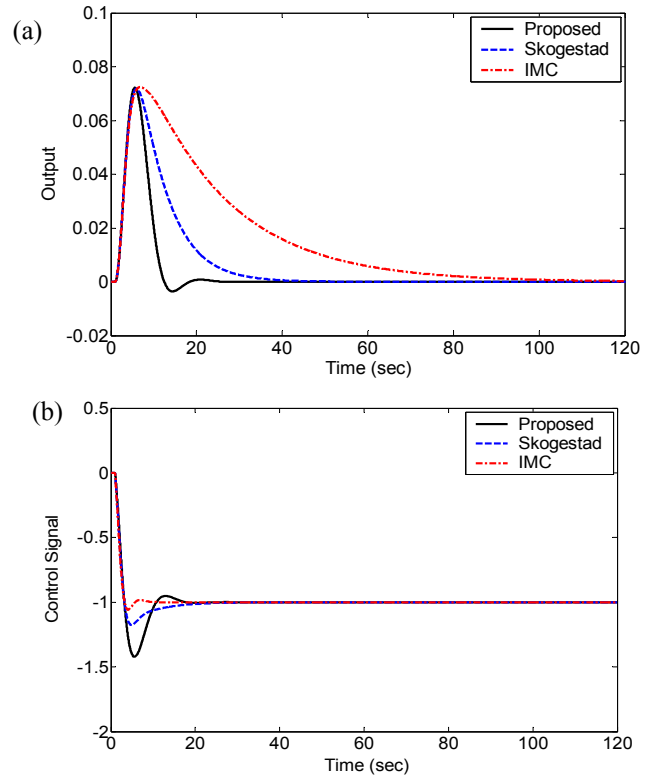 (a)
0.1
0.08
0.06
0.04
0.02
0
-0.02
Output
Proposed
Skogestad
IMC
0 20 40 60 80 100 120
Time (sec)
(b)
0.5
0
-0.5
-1
-1.5
-2
Control Signal
Proposed
Skogestad
IMC
0 20 40 60 80 100 120
Time (sec)